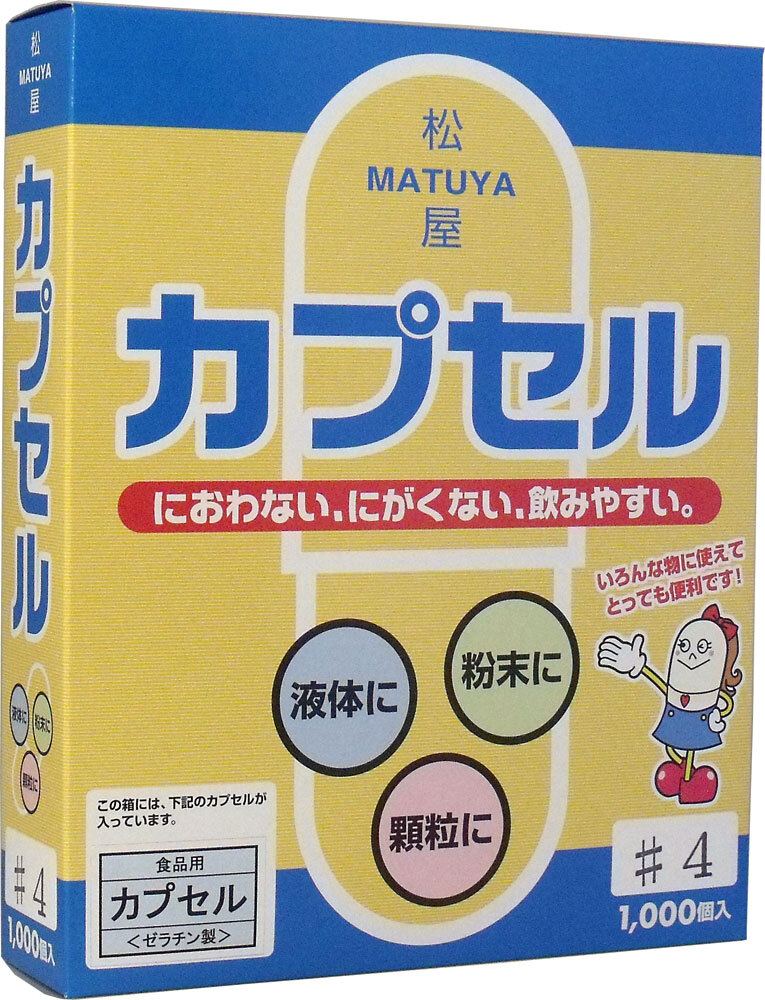 松
MATUYA
屋
カプセル
液体に
粉末に
顆粒に
#4
1,000個入
松
MATUYA
屋
カプセル
におわない、にがくない、飲みやすい。
いろんな物に使えて
とっても便利です!
液体に
粉末に
顆粒に
この箱には、下記のカプセルが
入っています。
食品用
カプセル
<ゼラチン製>
#4
1,000個入